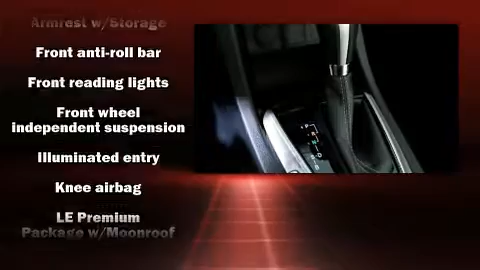 Armrest w/Storage
Front anti-roll bar
Front reading lights
Front wheel
independent suspension
Illuminated entry
Knee airbag
LE Premium
Package w/Moonroof